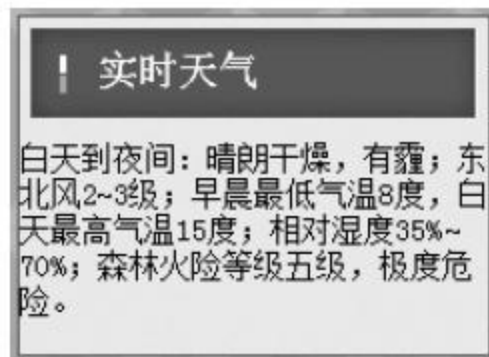 实时天气
白天到夜间：晴朗干燥，有霾；东
北风2~3级；早晨最低气温8度，白
天最高气温15度；相对湿度35%~
70%；森林火险等级五级，极度危
险。